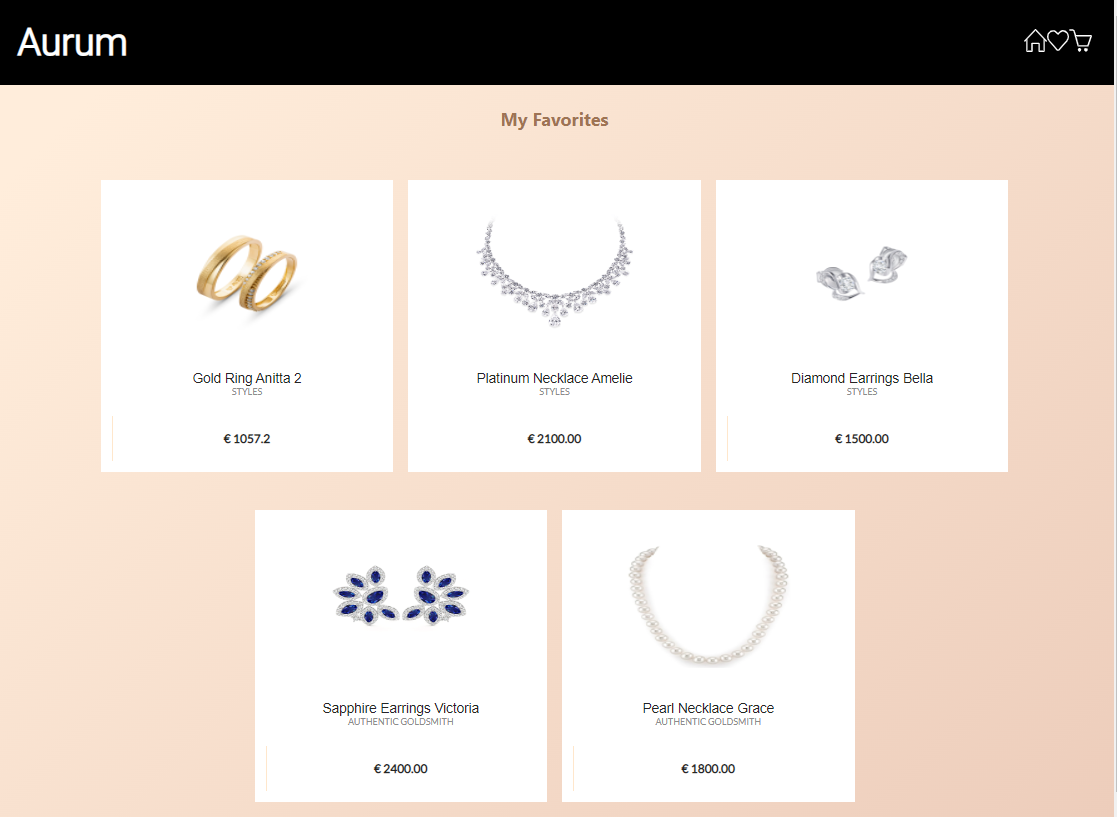 Aurum
My Favorites
Gold Ring Anitta 2
STYLES
€ 1057.2
Platinum Necklace Amelie
STYLES
€ 2100.00
Diamond Earrings Bella
STYLES
€ 1500.00
Sapphire Earrings Victoria
AUTHENTIC GOLDSMITH
€ 2400.00
Pearl Necklace Grace
AUTHENTIC GOLDSMITH
€ 1800.00